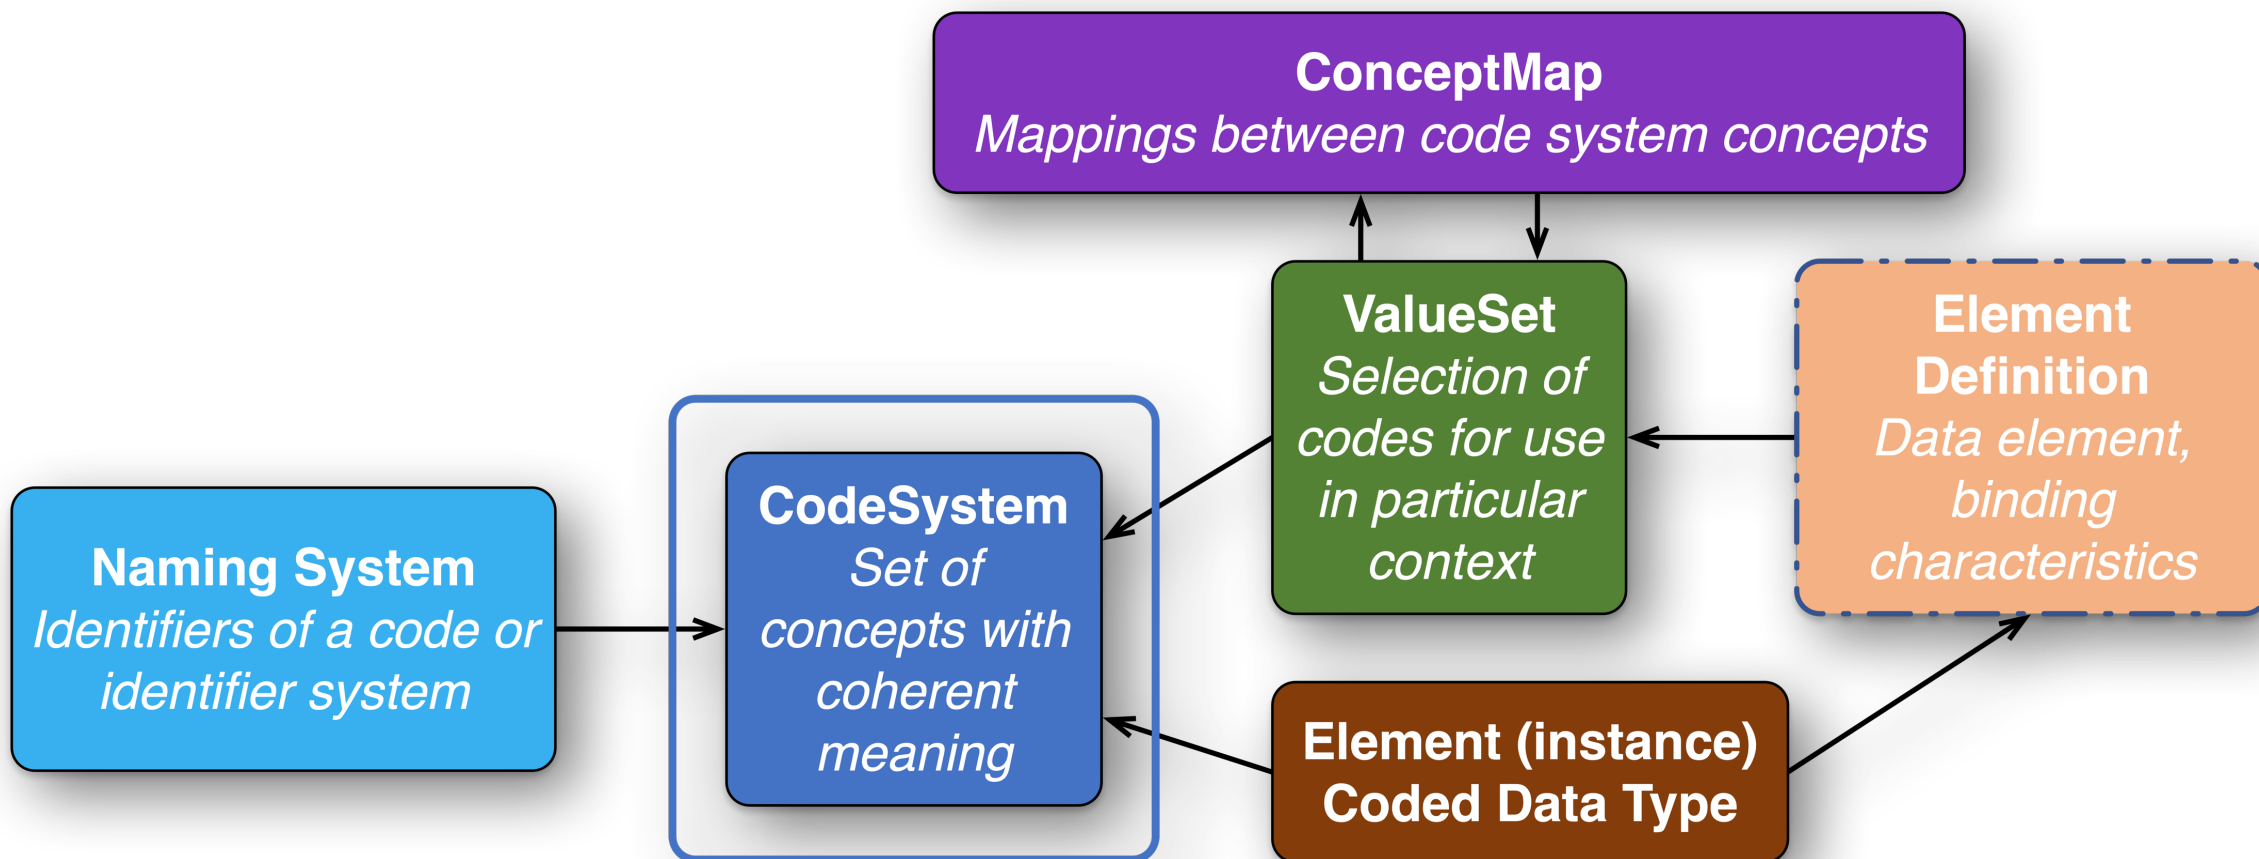 ConceptMap
Mappings between code system concepts
ValueSet
Selection of
codes for use
in particular
context
Element
Definition
Data element,
binding
characteristics
CodeSystem
Set of
concepts with
coherent
meaning
Naming System
Identifiers of a code or
identifier system
Element (instance)
Coded Data Type